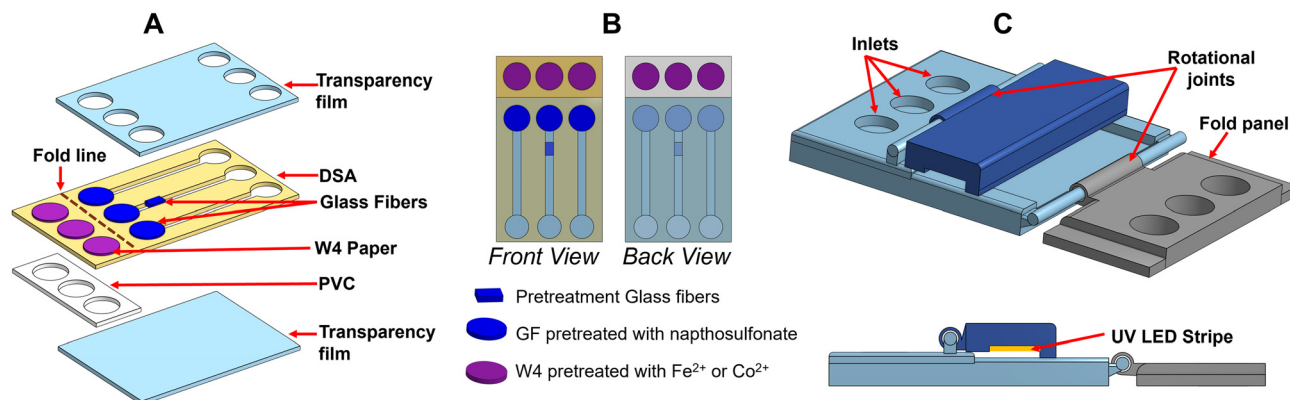 A
Transparency
film
Fold line
DSA
Glass Fibers
W4 Paper
PVC
Transparency
film
B
Front View
Back View
Pretreatment Glass fibers
GF pretreated with napthosulfonate
W4 pretreated with Fe²⁺ or Co²⁺
C
Inlets
Rotational
joints
Fold panel
UV LED Stripe